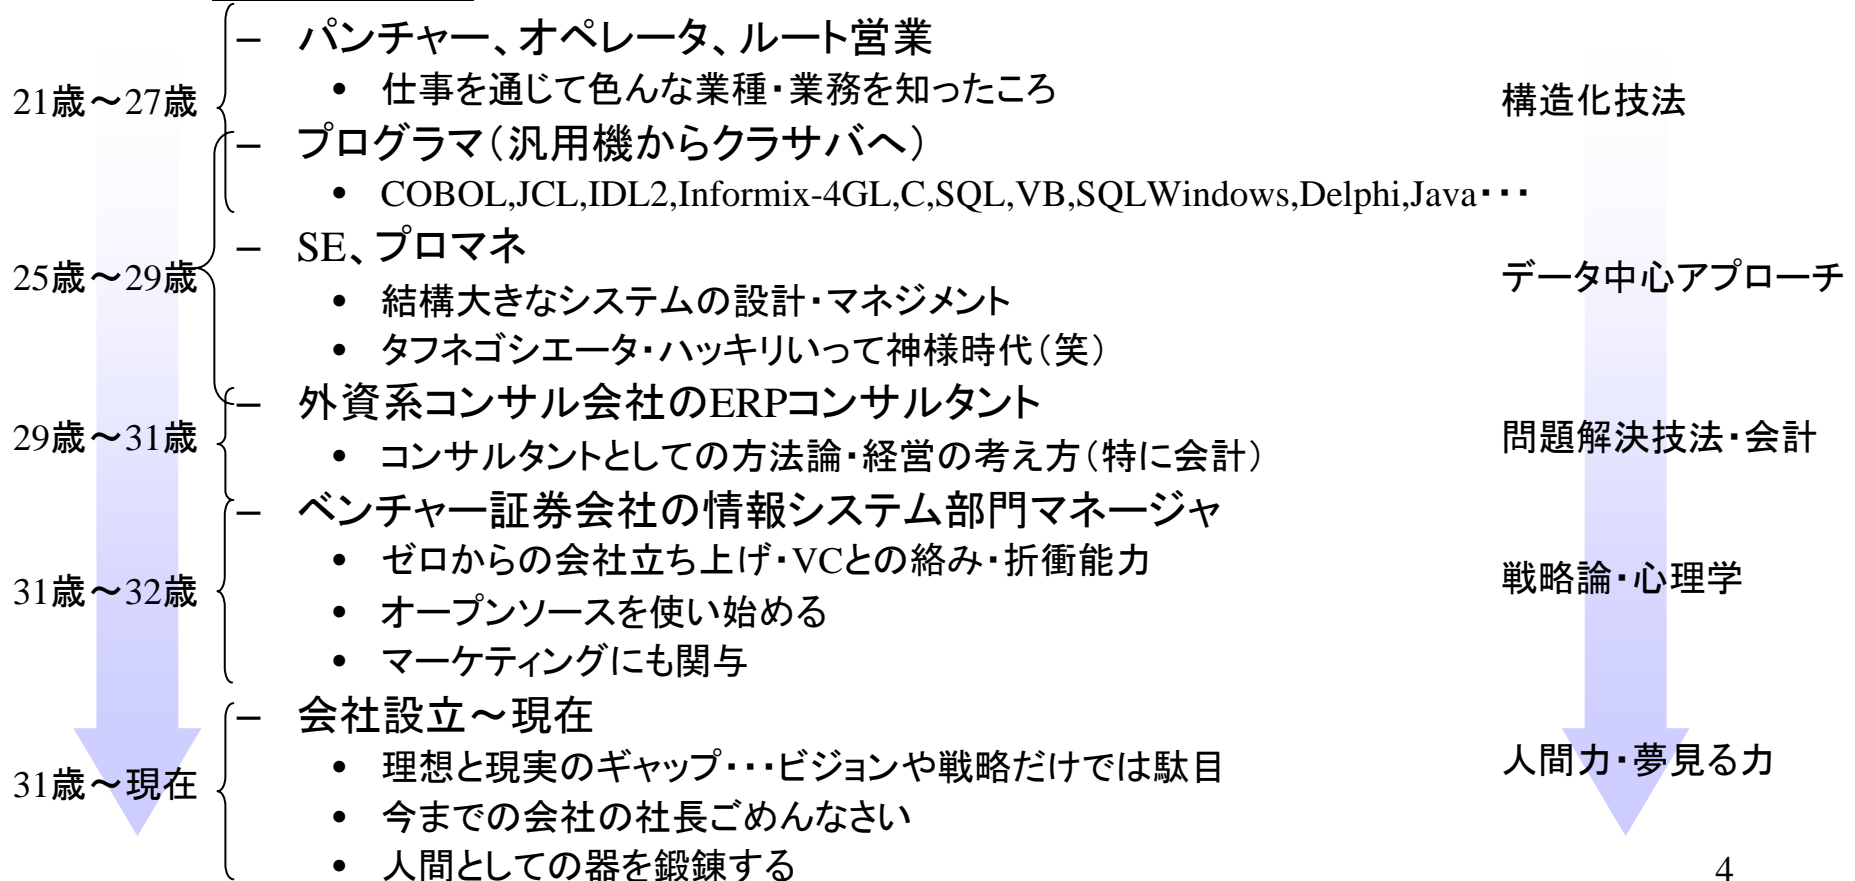 – パンチャー、オペレータ、ルート営業
• 仕事を通じて色んな業種・業務を知ったころ
21歳～27歳
構造化技法
– プログラマ（汎用機からクラサバへ）
• COBOL,JCL,IDL2,Informix-4GL,C,SQL,VB,SQLWindows,Delphi,Java・・・
– SE、プロマネ
25歳～29歳
データ中心アプローチ
• 結構大きなシステムの設計・マネジメント
• タフネゴシエータ・ハッキリいって神様時代（笑）
– 外資系コンサル会社のERPコンサルタント
29歳～31歳
問題解決技法・会計
• コンサルタントとしての方法論・経営の考え方（特に会計）
– ベンチャー証券会社の情報システム部門マネージャ
• ゼロからの会社立ち上げ・VCとの絡み・折衝能力
31歳～32歳
戦略論・心理学
• オープンソースを使い始める
• マーケティングにも関与
– 会社設立～現在
• 理想と現実のギャップ・・・ビジョンや戦略だけでは駄目
31歳～現在
人間力・夢見る力
• 今までの会社の社長ごめんなさい
• 人間としての器を鍛錬する
4